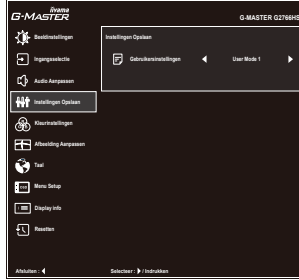 iiyama
G-MASTER
G-MASTER G2766HS
Beeldinstellingen
Instellingen Opslaan
Ingangsselectie
Gebruikersinstellingen
User Mode 1
Audio Aanpassen
Instellingen Opslaan
Kleurinstellingen
Afbeelding Aanpassen
Taal
OSD
Menu Setup
Display info
Resetten
Afsluiten :
Selecteer : / Indrukken